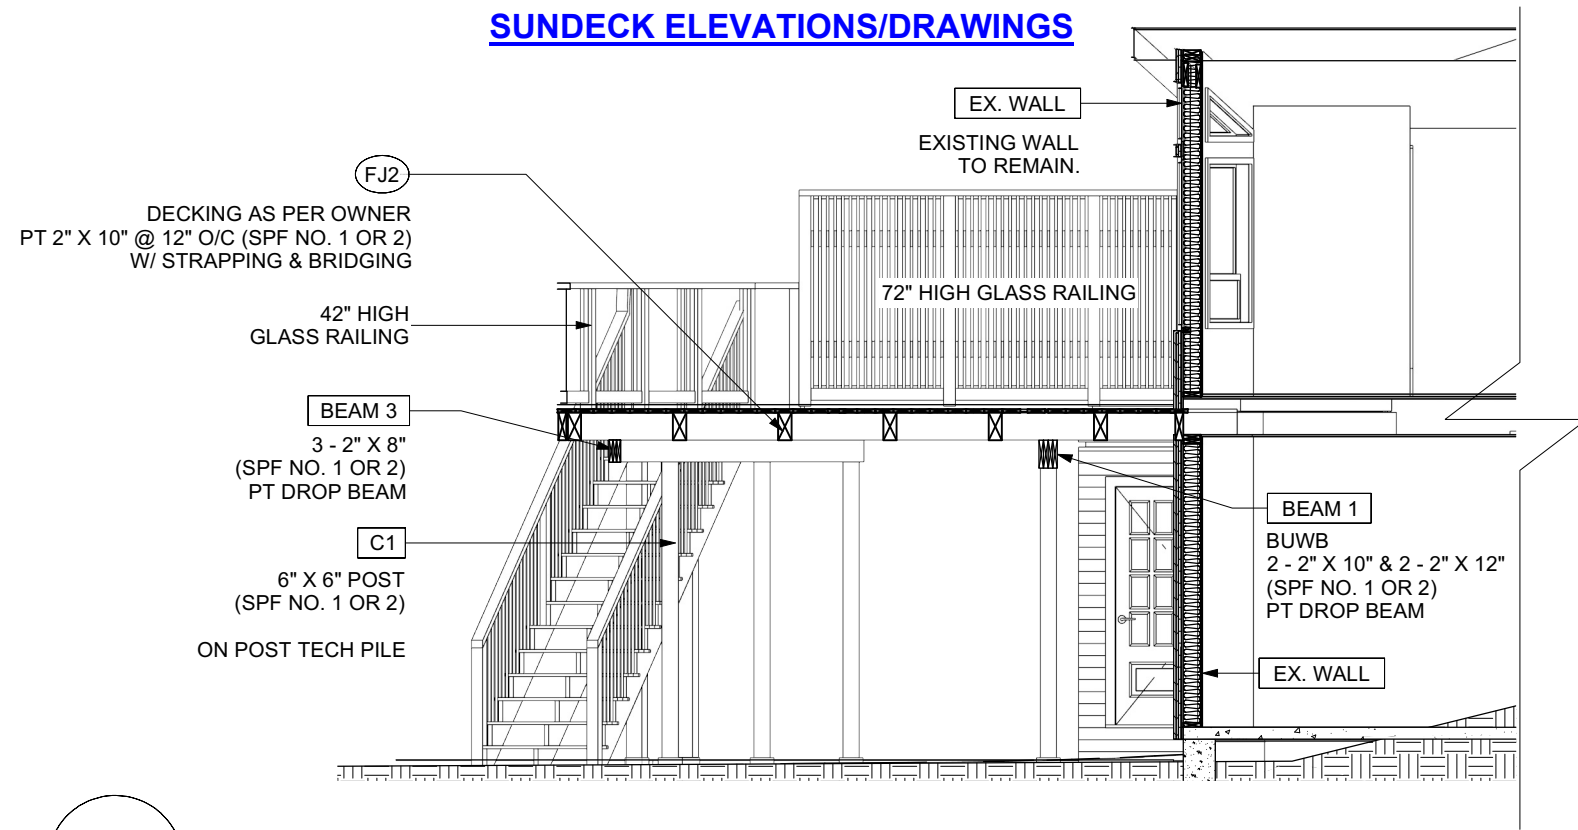 SUNDECK ELEVATIONS/DRAWINGS
EX. WALL
EXISTING WALL
TO REMAIN.
FJ2
DECKING AS PER OWNER
PT 2" X 10" @ 12" O/C (SPF NO. 1 OR 2)
W/ STRAPPING & BRIDGING
72" HIGH GLASS RAILING
42" HIGH
GLASS RAILING
BEAM 3
3 - 2" X 8"
(SPF NO. 1 OR 2)
PT DROP BEAM
C1
6" X 6" POST
(SPF NO. 1 OR 2)
ON POST TECH PILE
BEAM 1
BUWB
2 - 2" X 10" & 2 - 2" X 12"
(SPF NO. 1 OR 2)
PT DROP BEAM
EX. WALL